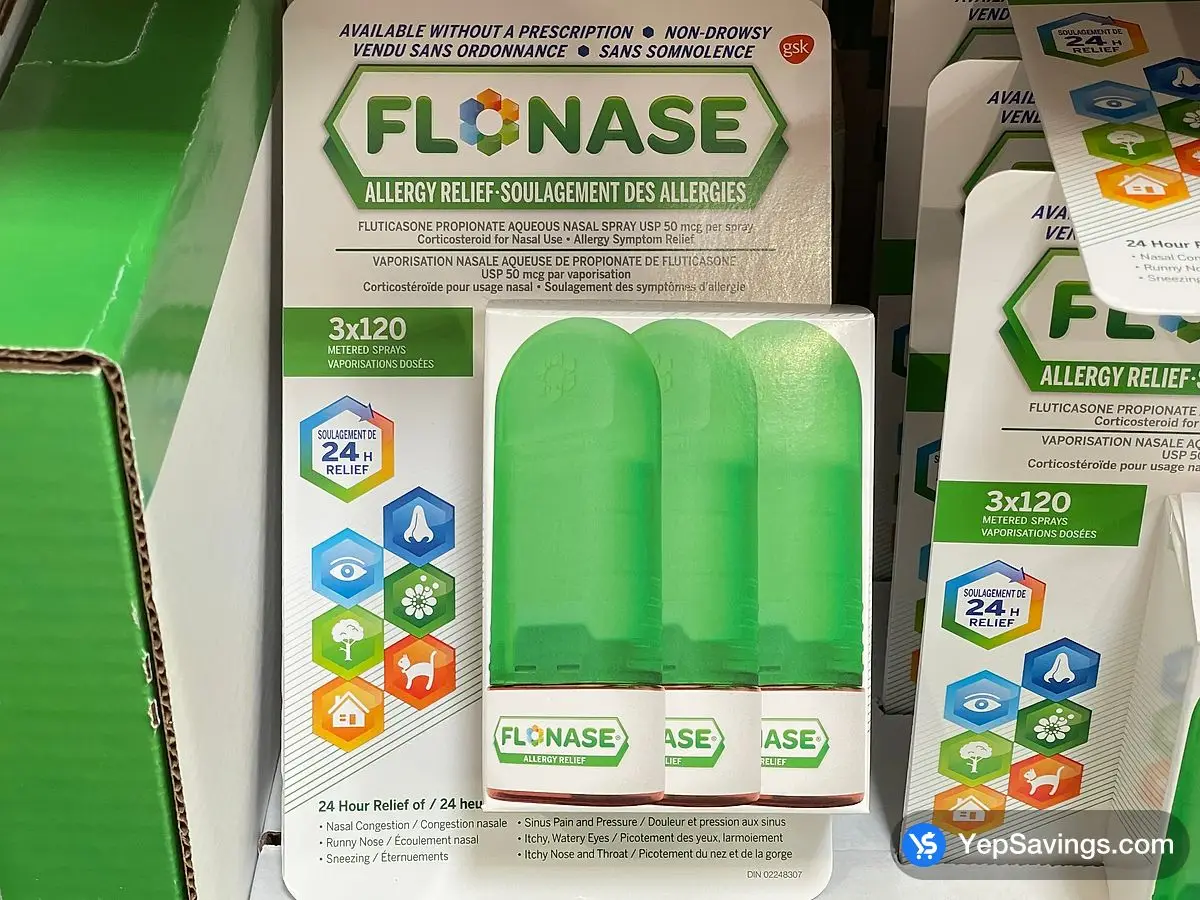 AVAILABLE WITHOUT A PRESCRIPTION • NON-DROWSY
VENDU SANS ORDONNANCE • SANS SOMNOLENCE
gsk
FLONASE
ALLERGY RELIEF·SOULAGEMENT DES ALLERGIES
FLUTICASONE PROPIONATE AQUEOUS NASAL SPRAY USP 50 mcg per spray
Corticosteroid for Nasal Use • Allergy Symptom Relief
VAPORISATION NASALE AQUEUSE DE PROPIONATE DE FLUTICASONE
USP 50 mcg par vaporisation
Corticostéroïde pour usage nasal • Soulagement des symptômes d'allergie
3x120
METERED SPRAYS
VAPORISATIONS DOSÉES
SOULAGEMENT DE
24 H
RELIEF
FLONASE®
ALLERGY RELIEF
ASE®
LIEF
ASE®
RELIEF
24 Hour Relief of / 24 heu
• Nasal Congestion / Congestion nasale
• Runny Nose / Écoulement nasal
• Sneezing / Éternuements
• Sinus Pain and Pressure / Douleur et pression aux sinus
• Itchy, Watery Eyes / Picotement des yeux, larmoiement
• Itchy Nose and Throat / Picotement du nez et de la gorge
DIN 02248307
AVAI
VEND
SOULAGEMENT DE
24 H
RELIEF
24 Hour R
• Nasal Con
• Runny No
• Sneezing
AVAIL
VEN
AVA
VEN
FL
ALLERGY RELIEF·S
FLUTICASONE PROPIONATE
Corticosteroid for
VAPORISATION NASALE AQ
USP 50
Corticostéroïde pour usage na
3x120
METERED SPRAYS
VAPORISATIONS DOSÉES
SOULAGEMENT DE
24 H
RELIEF
YepSavings.com